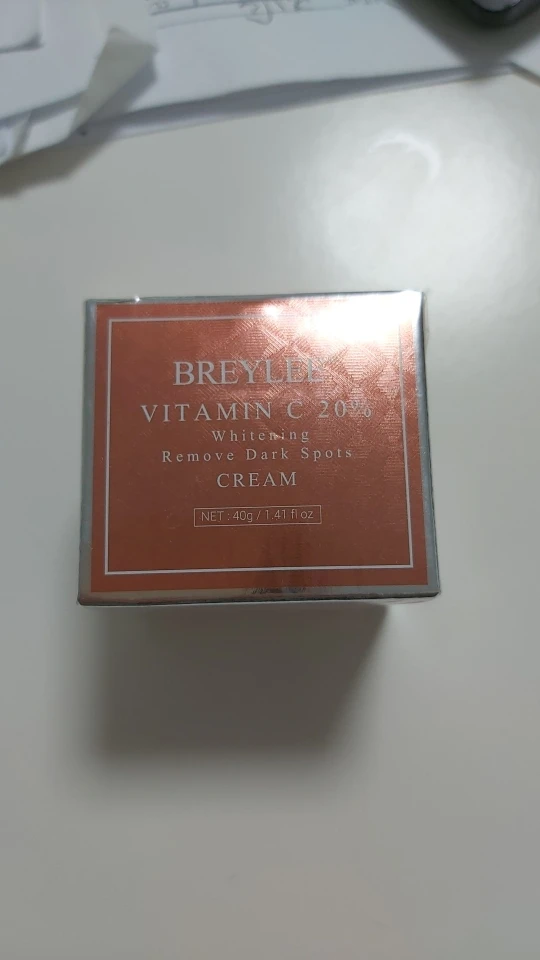 BREYLEE
VITAMIN C 20%
Whitening
Remove Dark Spots
CREAM
NET : 40g / 1.41 fl oz